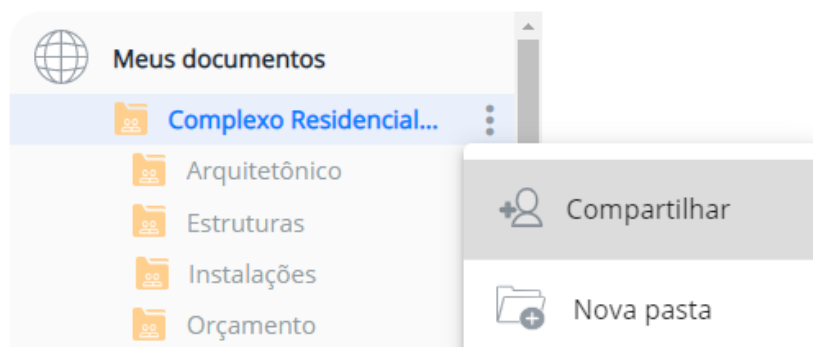 Meus documentos
Complexo Residencial...
Arquitetônico
Compartilhar
Estruturas
Instalações
Nova pasta
Orçamento